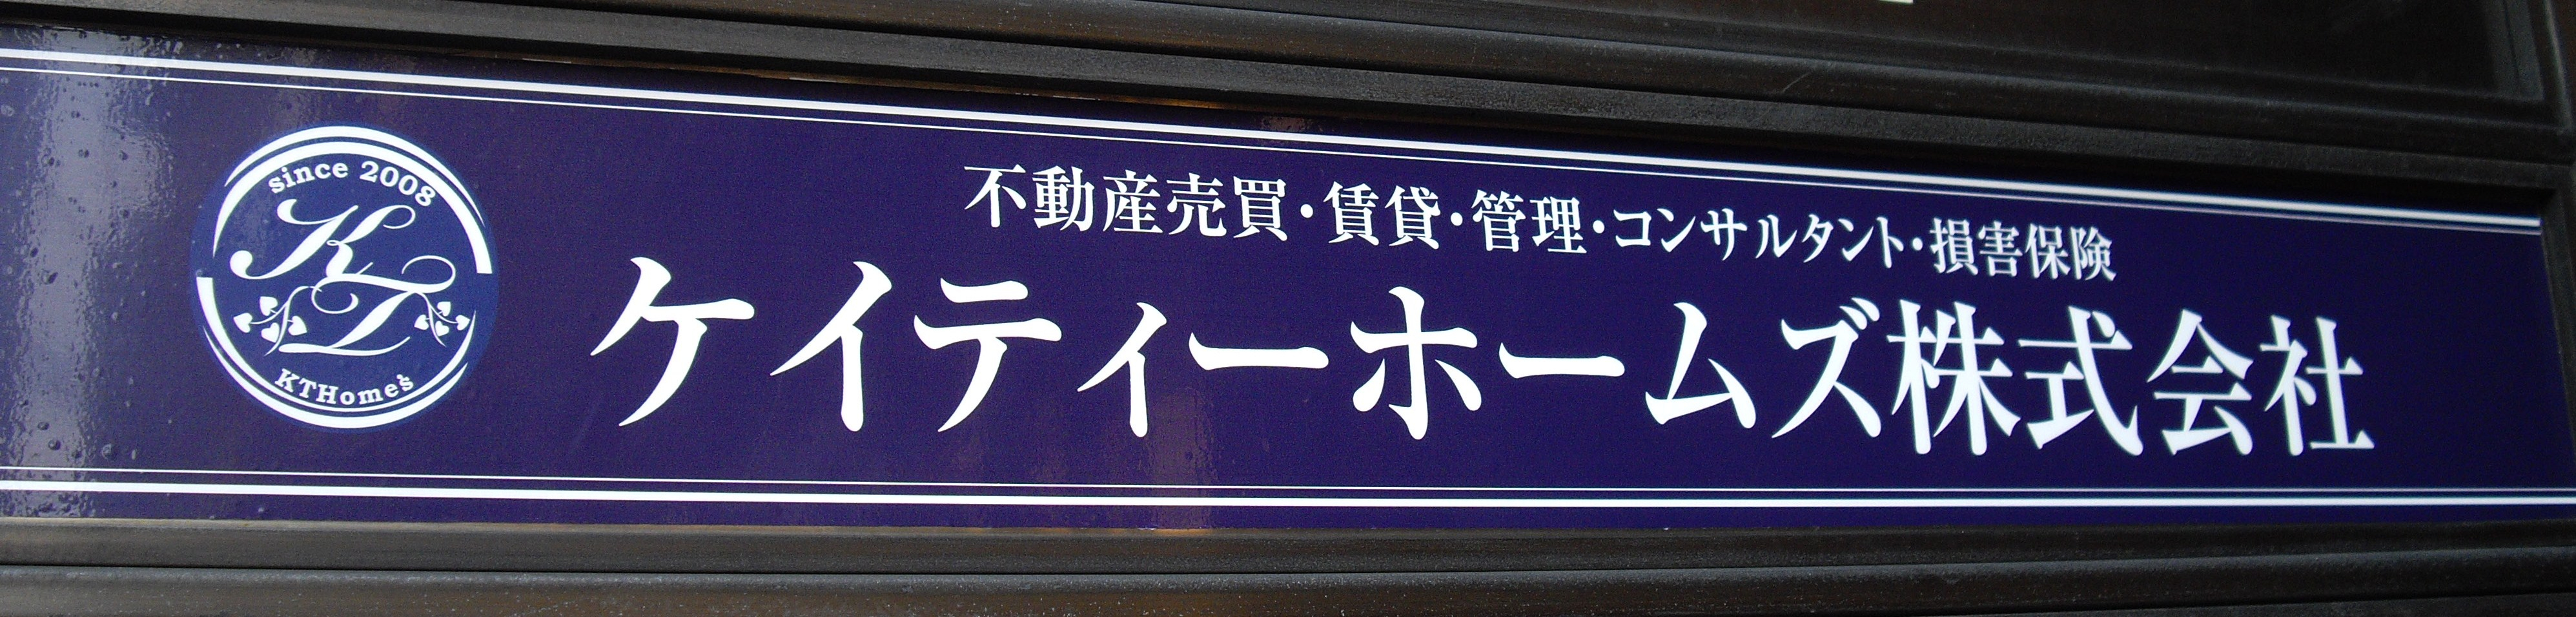 since 2008
KT
KTHome's
不動産売買・賃貸・管理・コンサルタント・損害保険
ケイティーホームズ株式会社